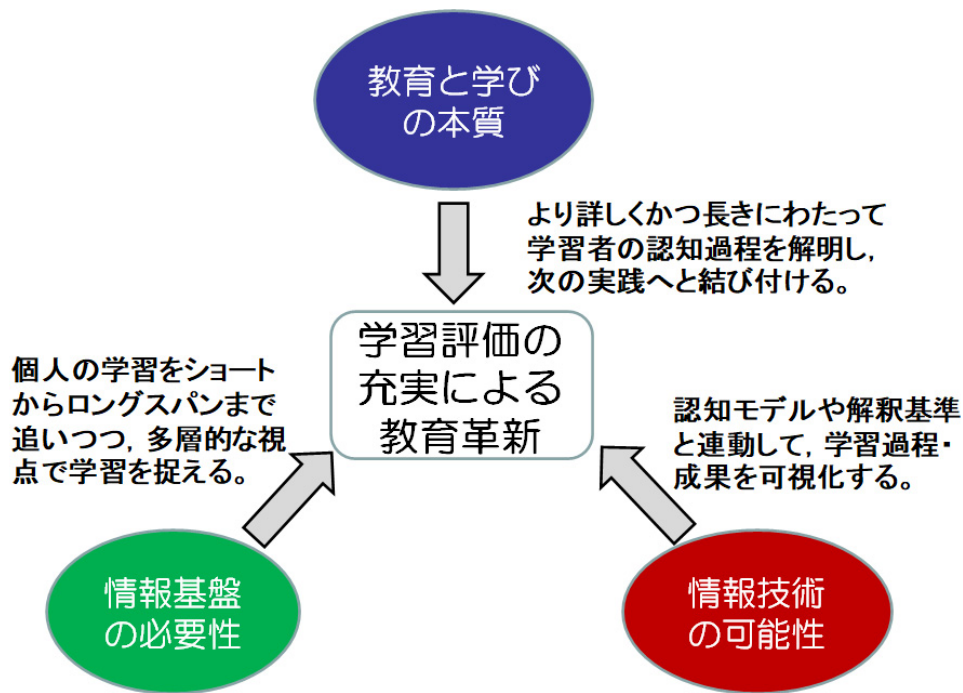 教育と学び
の本質
より詳しくかつ長きにわたって
学習者の認知過程を解明し,
次の実践へと結び付ける。
学習評価の
充実による
教育革新
個人の学習をショート
からロングスパンまで
追いつつ, 多層的な視
点で学習を捉える。
認知モデルや解釈基準
と連動して, 学習過程・
成果を可視化する。
情報基盤
の必要性
情報技術
の可能性